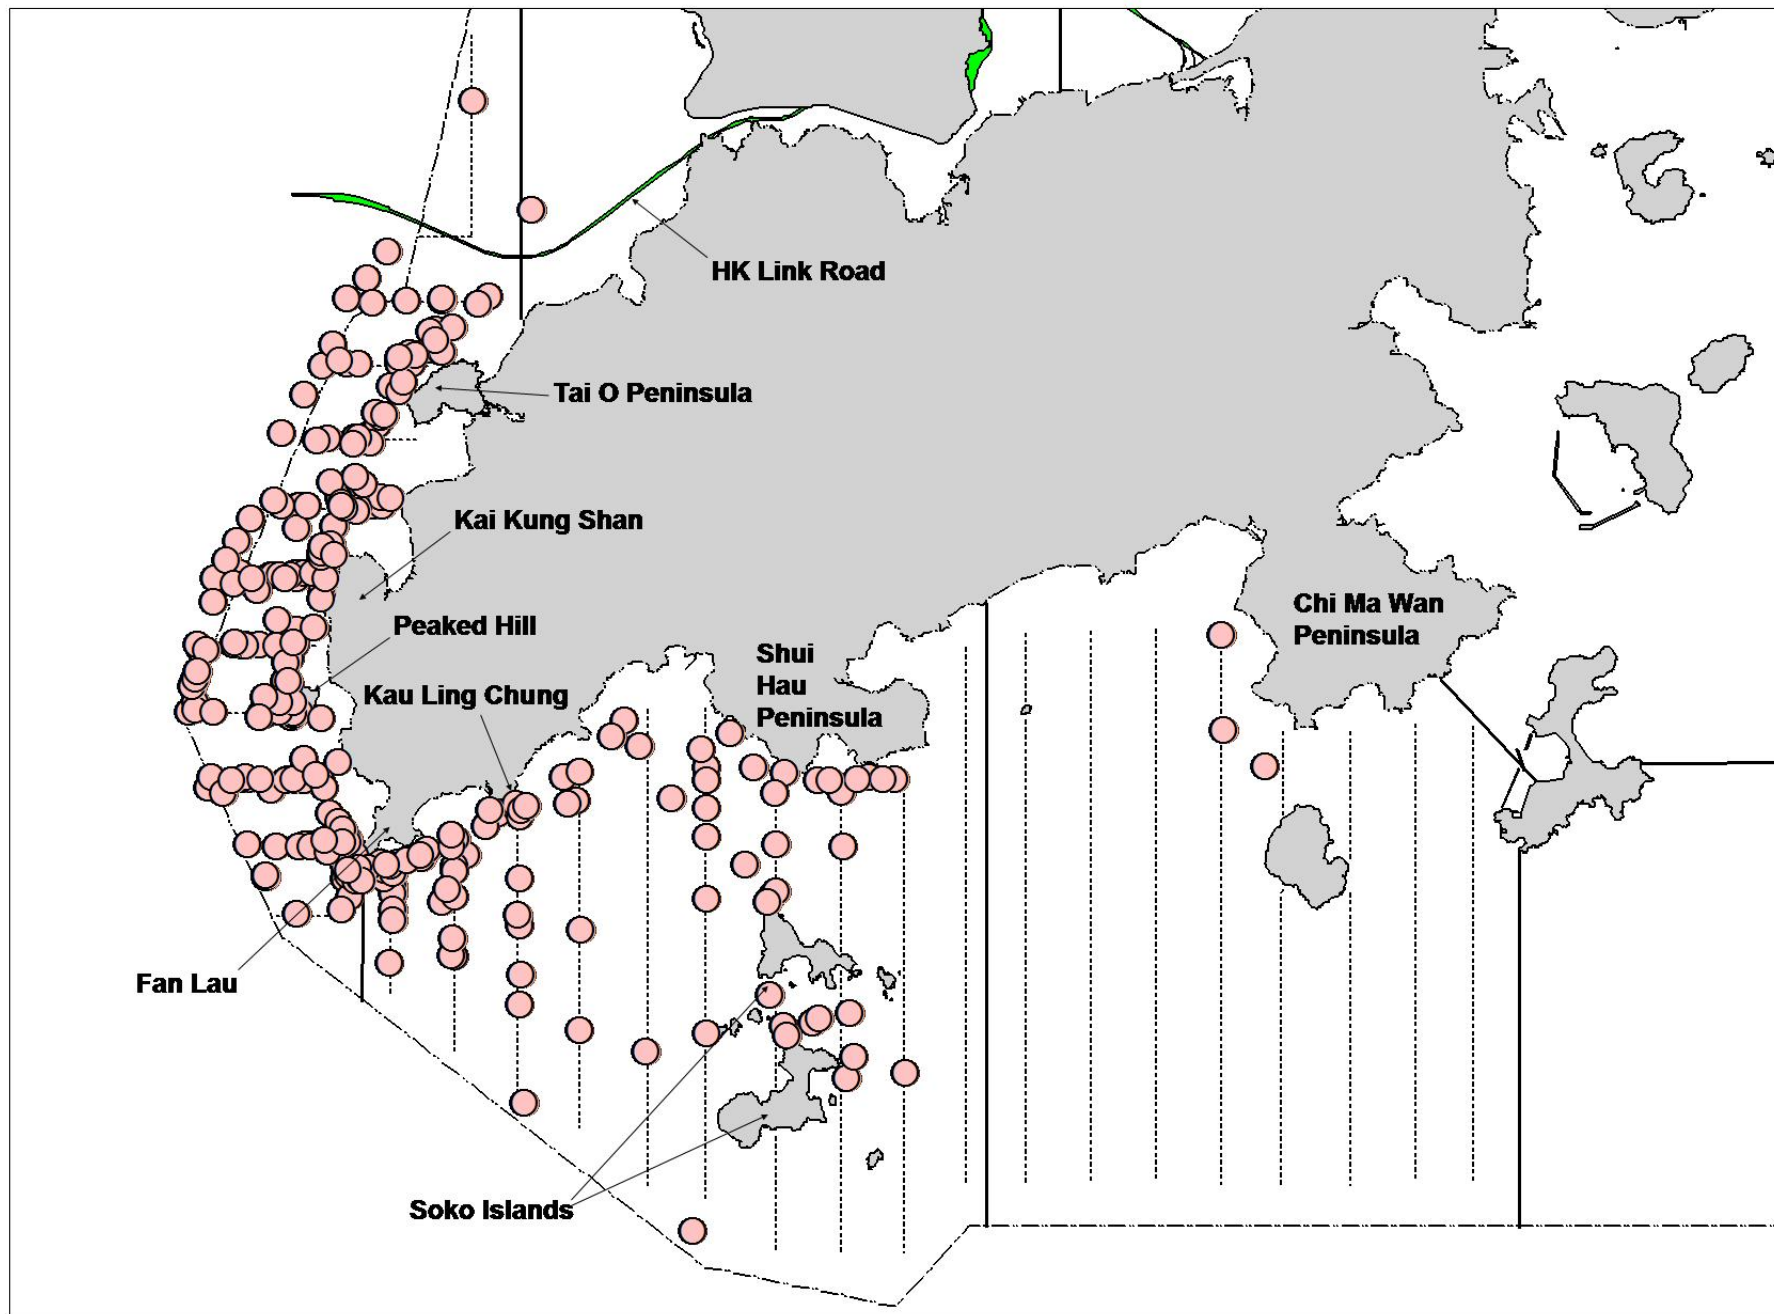 HK Link Road
Tai O Peninsula
Kai Kung Shan
Peaked Hill
Chi Ma Wan
Peninsula
Shui
Hau
Peninsula
Kau Ling Chung
Fan Lau
Soko Islands